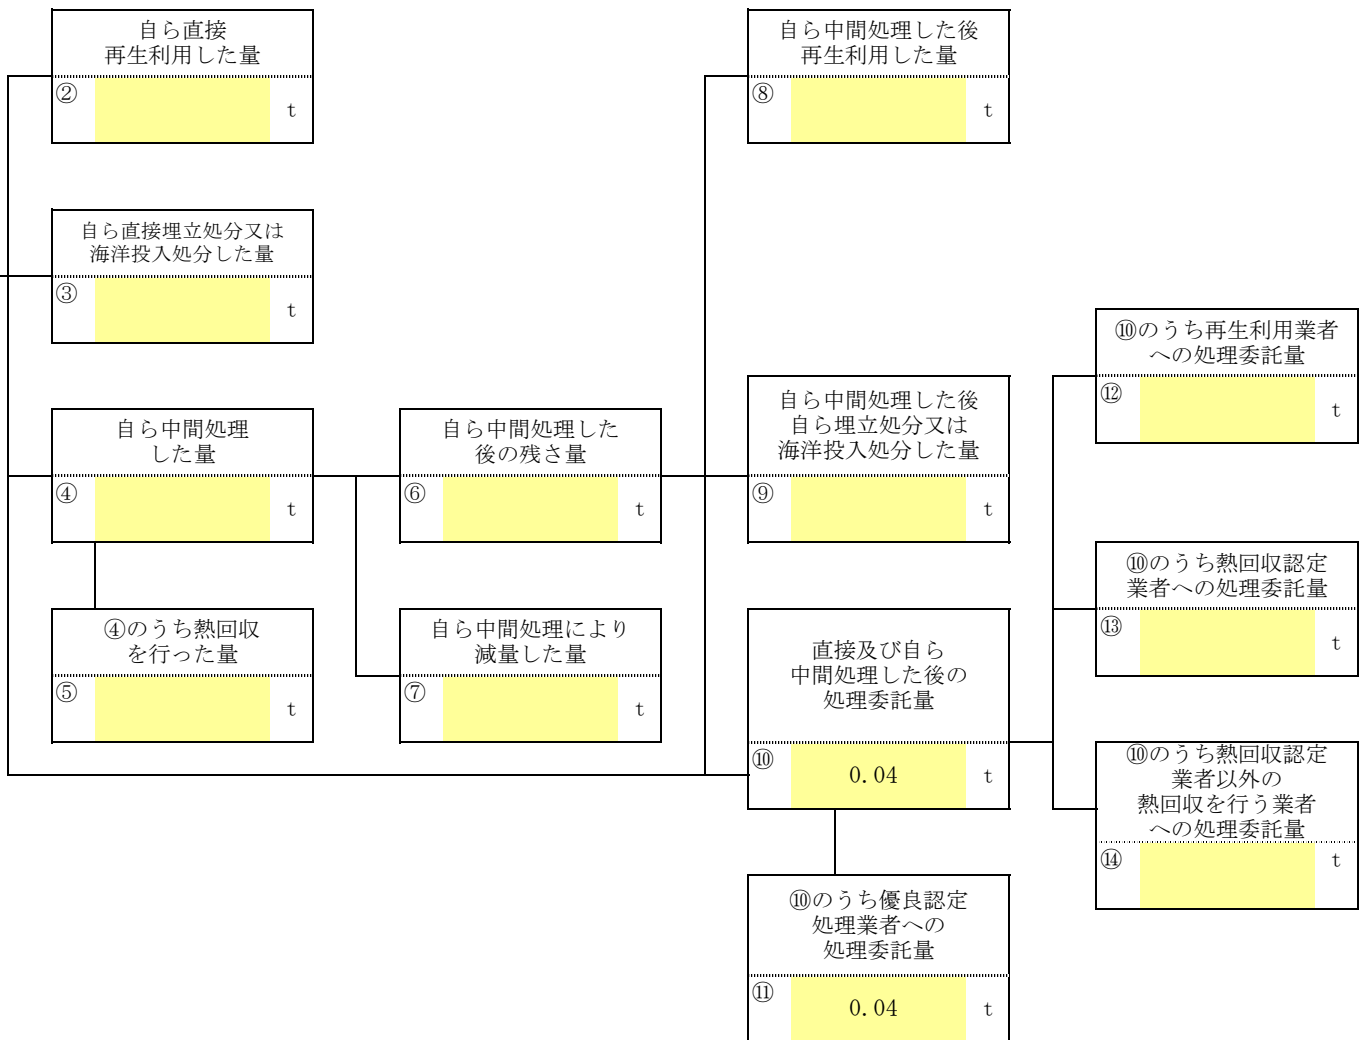 自ら直接
再生利用した量
②
t
自ら中間処理した後
再生利用した量
⑧
t
自ら直接埋立処分又は
海洋投入処分した量
③
t
⑩のうち再生利用業者
への処理委託量
⑫
t
自ら中間処理
した量
④
t
自ら中間処理した
後の残さ量
⑥
t
自ら中間処理した後
自ら埋立処分又は
海洋投入処分した量
⑨
t
⑩のうち熱回収認定
業者への処理委託量
⑬
t
④のうち熱回収
を行った量
⑤
t
自ら中間処理により
減量した量
⑦
t
直接及び自ら
中間処理した後の
処理委託量
⑩
0.04
t
⑩のうち熱回収認定
業者以外の
熱回収を行う業者
への処理委託量
⑭
t
⑩のうち優良認定
処理業者への
処理委託量
⑪
0.04
t